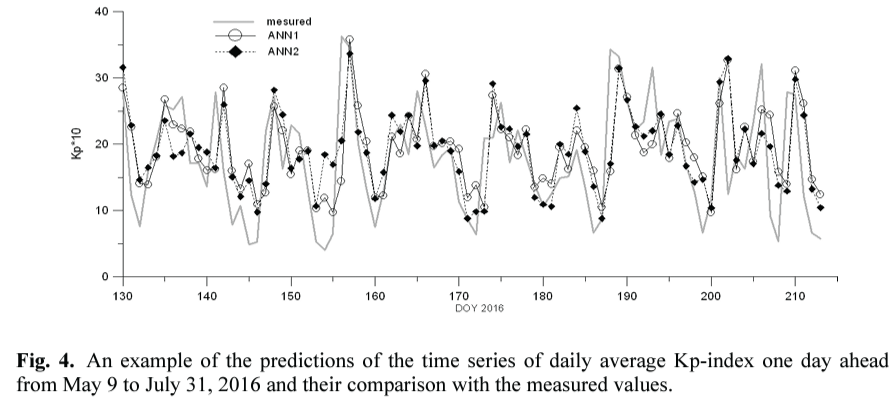 40
mesured
ANN1
ANN2
30
Kp*10
20
10
0
130 140 150 160 170 180 190 200 210
DOY 2016
Fig. 4. An example of the predictions of the time series of daily average Kp-index one day ahead
from May 9 to July 31, 2016 and their comparison with the measured values.